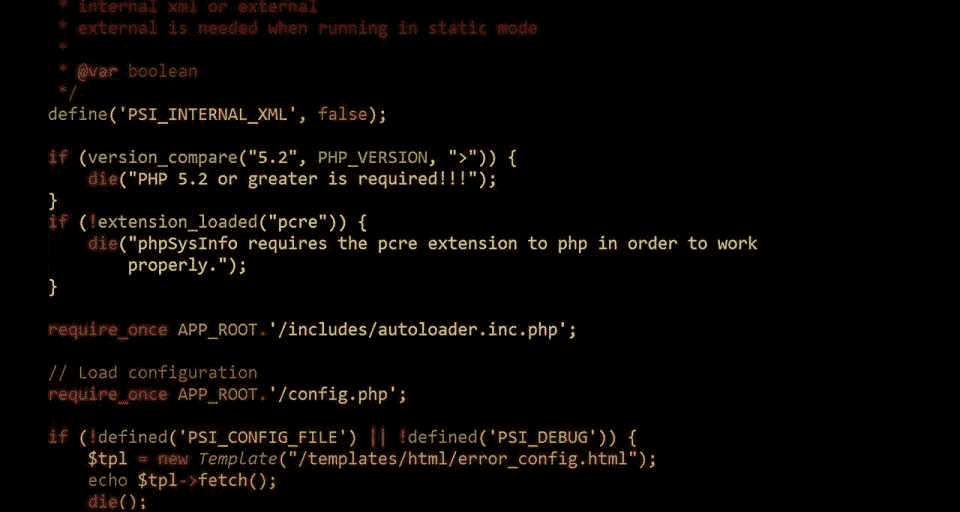 * internal xml or external
* external is needed when running in static mode
*
* @var boolean
*/
define('PSI_INTERNAL_XML', false);
if (version_compare("5.2", PHP_VERSION, ">")) {
die("PHP 5.2 or greater is required!!!");
}
if (!extension_loaded("pcre")) {
die("phpSysInfo requires the pcre extension to php in order to work
properly.");
}
require_once APP_ROOT.'/includes/autoloader.inc.php';
// Load configuration
require_once APP_ROOT.'/config.php';
if (!defined('PSI_CONFIG_FILE') || !defined('PSI_DEBUG')) {
$tpl = new Template("/templates/html/error_config.html");
echo $tpl->fetch();
die();